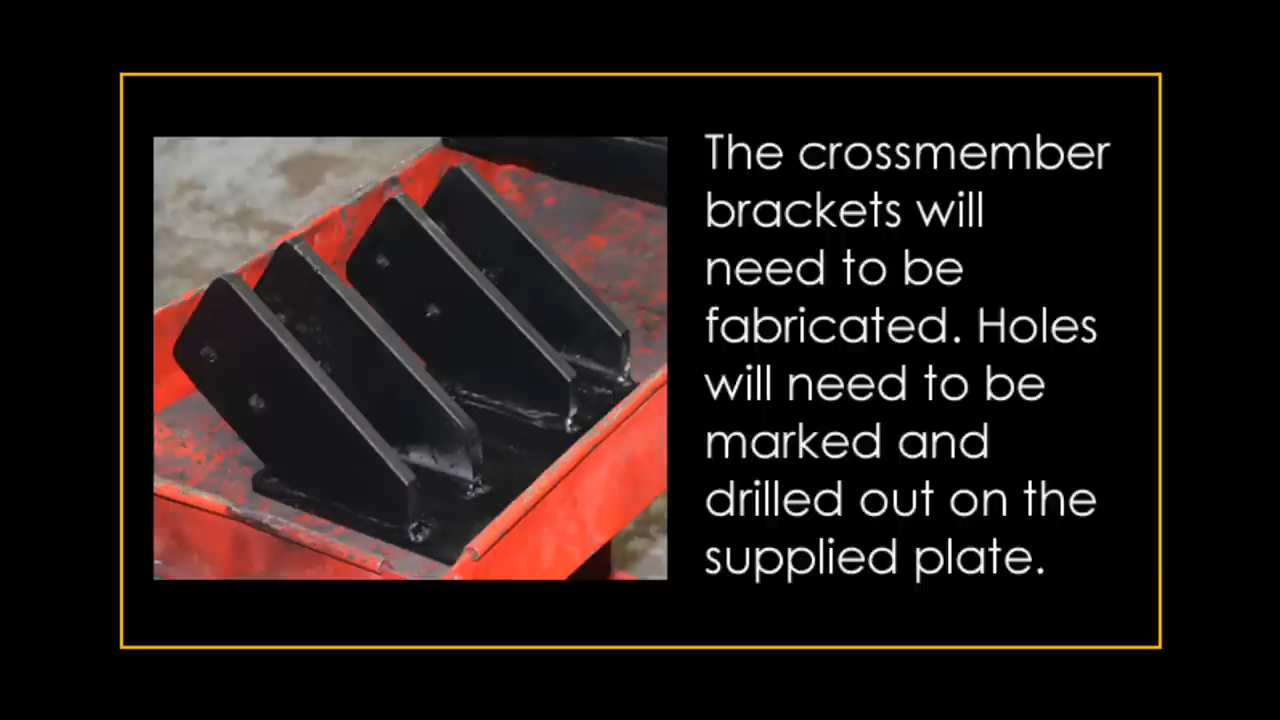 The crossmember
brackets will
need to be
fabricated. Holes
will need to be
marked and
drilled out on the
supplied plate.